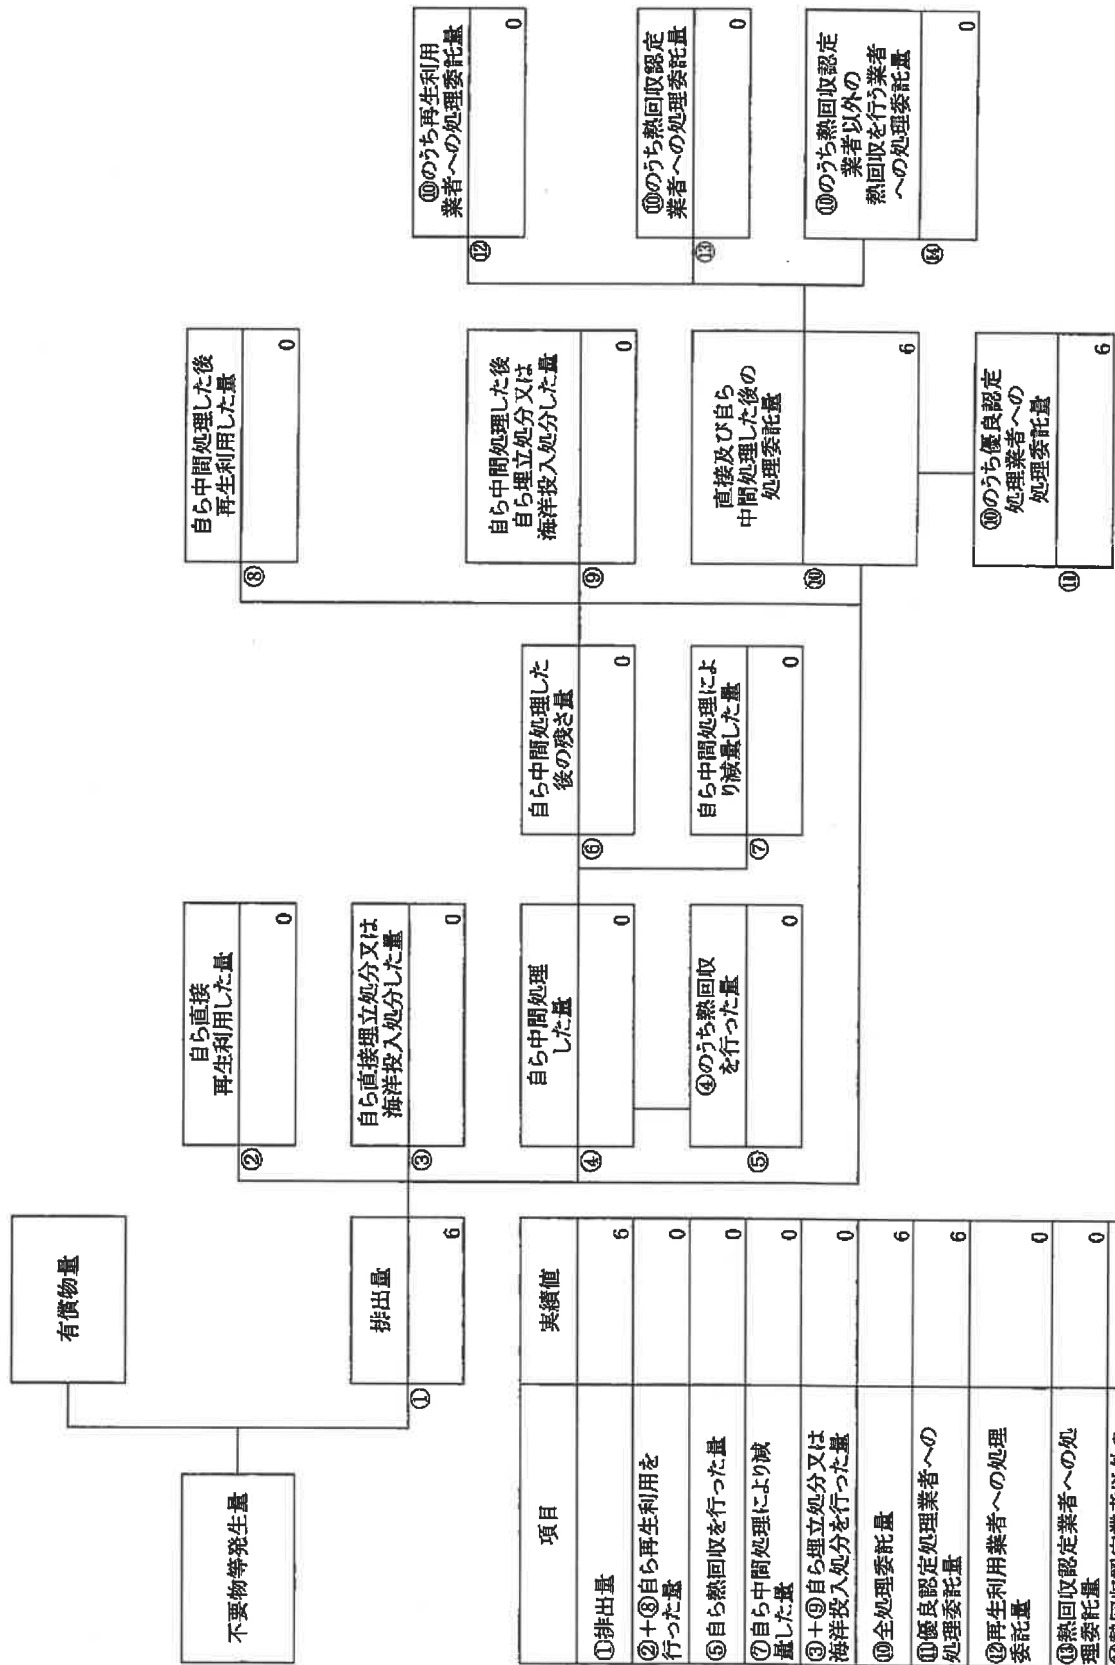 有償物量
不要物等発生量
排出量
①
6
自ら直接
再生利用した量
②
0
自ら直接埋立処分又は
海洋投入処分した量
③
0
自ら中間処理
した量
④
0
④のうち熱回収
を行った量
⑤
0
自ら中間処理した
後の残さ量
⑥
0
自ら中間処理によ
り減量した量
⑦
0
自ら中間処理した後
再生利用した量
⑧
0
自ら中間処理した後
自ら埋立処分又は
海洋投入処分した量
⑨
0
直接及び自ら
中間処理した後の
処理委託量
⑩
6
⑩のうち優良認定
処理業者への
処理委託量
⑪
6
⑩のうち再生利用
業者への処理委託量
⑫
0
⑩のうち熱回収認定
業者への処理委託量
⑬
0
⑩のうち熱回収認定
業者以外の
熱回収を行う業者
への処理委託量
⑭
0
項目 実績値
①排出量 6
②+⑧自ら再生利用を
行った量 0
⑤自ら熱回収を行った量 0
⑦自ら中間処理により減
量した量 0
③+⑨自ら埋立処分又は
海洋投入処分を行った量 0
⑩全処理委託量 6
⑪優良認定処理業者への
処理委託量 6
⑫再生利用業者への処理
委託量 0
⑬熱回収認定業者への処
理委託量 0